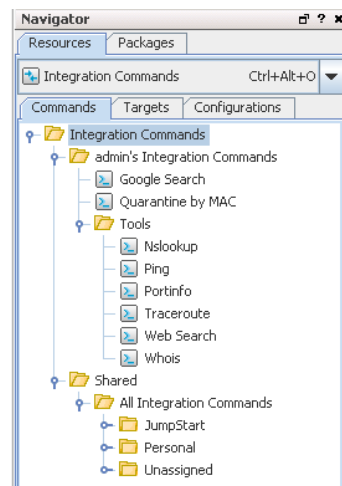 Navigator ?
Resources Packages
Integration Commands Ctrl+Alt+O
Commands Targets Configurations
Integration Commands
admin's Integration Commands
Google Search
Quarantine by MAC
Tools
Nslookup
Ping
Portinfo
Traceroute
Web Search
Whois
Shared
All Integration Commands
JumpStart
Personal
Unassigned